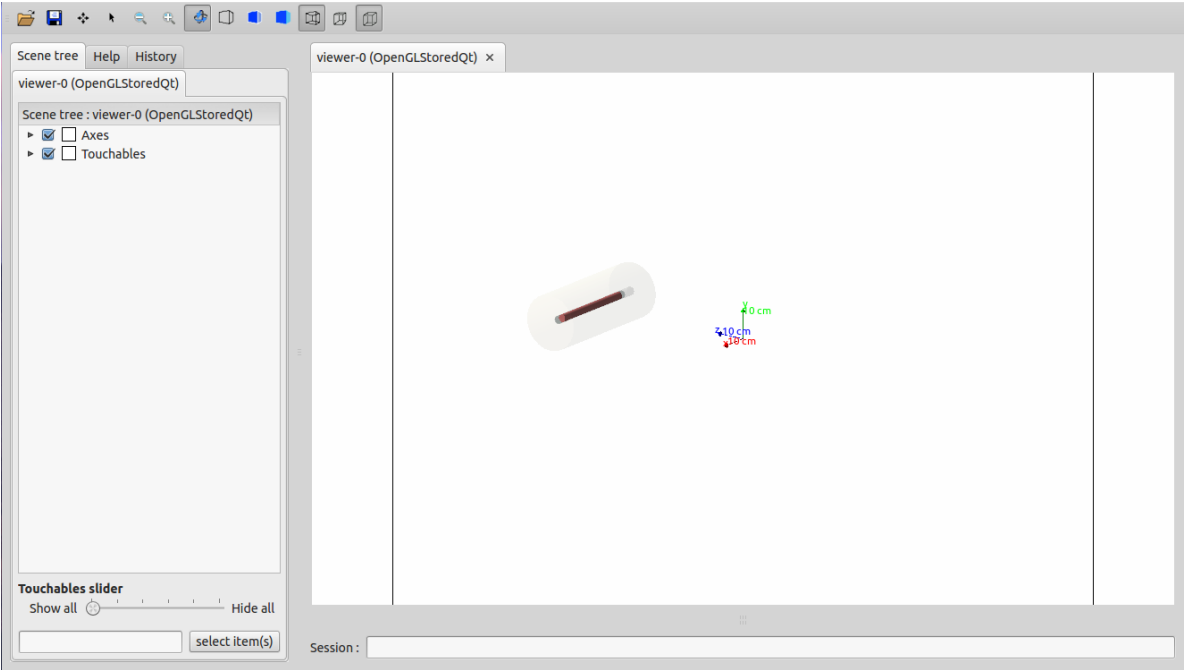 Scene tree
Help
History
viewer-0 (OpenGLStoredQt)
Scene tree : viewer-0 (OpenGLStoredQt)
Axes
Touchables
Touchables slider
Show all
Hide all
select item(s)
viewer-0 (OpenGLStoredQt)
y
10 cm
z 10 cm
x 10 cm
Session :